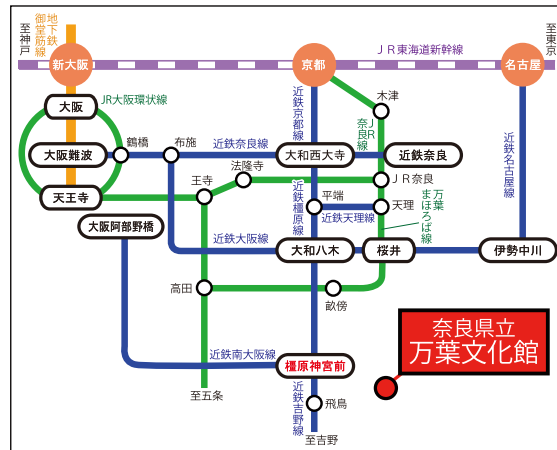 至神戸
地下鉄
御堂筋線
至東京
新大阪
京都
名古屋
JR東海道新幹線
大阪
JR大阪環状線
木津
鶴橋
布施
近鉄奈良線
近鉄京都線
JR
奈良線
大阪難波
大和西大寺
近鉄奈良
近鉄名古屋線
法隆寺
王寺
JR奈良
天王寺
近鉄橿原線
平端
天理
近鉄天理線
万葉
まほろば線
大阪阿部野橋
近鉄大阪線
大和八木
桜井
伊勢中川
高田
畝傍
奈良県立
万葉文化館
近鉄南大阪線
橿原神宮前
至五条
近鉄吉野線
飛鳥
至吉野